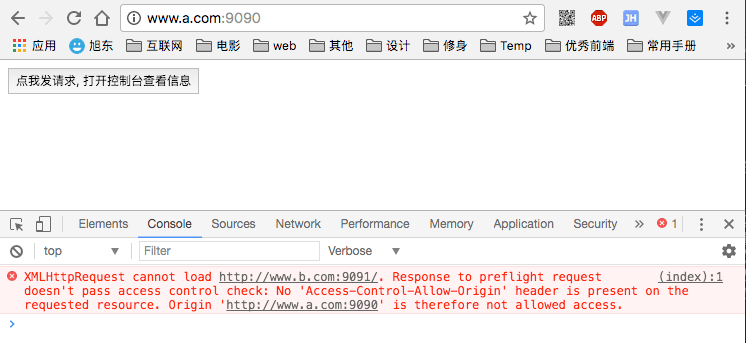 www.a.com:9090
ABP
JH
应用
旭东
互联网
电影
web
其他
设计
修身
Temp
优秀前端
常用手册
»
点我发请求, 打开控制台查看信息
Elements Console Sources Network Performance Memory Application Security » 1
top Filter Verbose
XMLHttpRequest cannot load http://www.b.com:9091/. Response to preflight request (index):1
doesn't pass access control check: No 'Access-Control-Allow-Origin' header is present on the
requested resource. Origin 'http://www.a.com:9090' is therefore not allowed access.